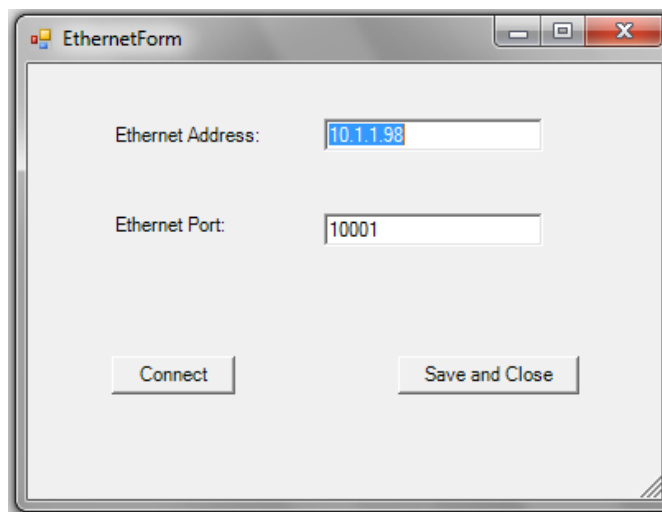 EthernetForm
Ethernet Address: 10.1.1.98
Ethernet Port: 10001
Connect Save and Close